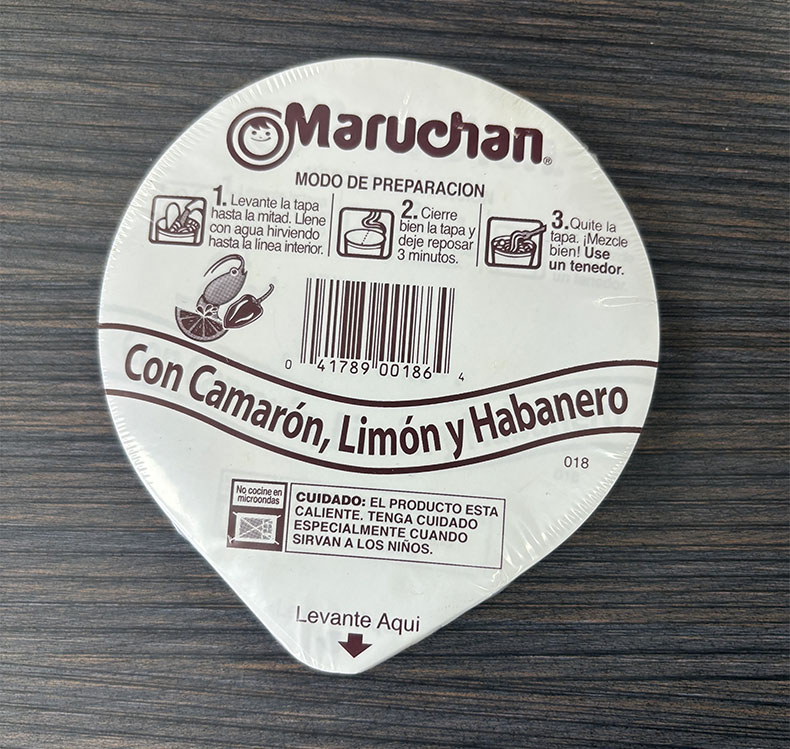 Maruchan®
MODO DE PREPARACION
1. Levante la tapa
hasta la mitad. Llene
con agua hirviendo
hasta la línea interior.
2. Cierre
bien la tapa y
deje reposar
3 minutos.
3. Quite la
tapa. ¡Mezcle
bien! Use
un tenedor.
0 41789 00186 4
Con Camarón, Limón y Habanero
018
No cocine en
microondas
CUIDADO: EL PRODUCTO ESTA
CALIENTE. TENGA CUIDADO
ESPECIALMENTE CUANDO
SIRVAN A LOS NIÑOS.
Levante Aqui